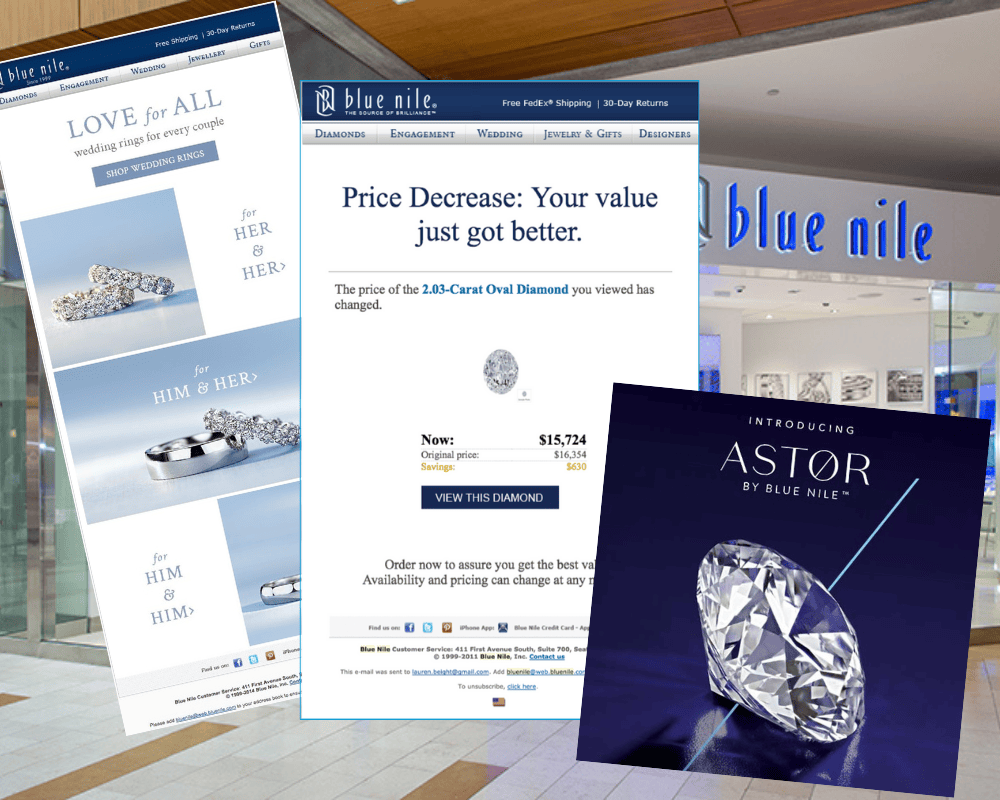 blue nile®
Since 1999
Free Shipping | 30-Day Returns
DIAMONDS ENGAGEMENT WEDDING JEWELLERY GIFTS
LOVE for ALL
wedding rings for every couple
SHOP WEDDING RINGS
for
HER
&
HER>
for
HIM & HER>
for
HIM
&
HIM>
Find us on: iPhone
Blue Nile Customer Service: 411 First Avenue South,
© 1999-2014 Blue Nile, Inc.
Please add bluenile@web.bluenile.com to your address book to
blue nile®
THE SOURCE OF BRILLIANCE™
Free FedEx® Shipping | 30-Day Returns
DIAMONDS ENGAGEMENT WEDDING JEWELRY & GIFTS DESIGNERS
Price Decrease: Your value
just got better.
The price of the 2.03-Carat Oval Diamond you viewed has
changed.
Now: $15,724
Original price: $16,354
Savings: $630
VIEW THIS DIAMOND
Order now to assure you get the best
Availability and pricing can change at any
Find us on: iPhone App: Blue Nile Credit Card -
Blue Nile Customer Service: 411 First Avenue South, Suite 700,
© 1999-2011 Blue Nile, Inc. Contact us
This e-mail was sent to lauren.beight@gmail.com. Add bluenile@web.bluenile.com
To unsubscribe, click here.
blue nile
INTRODUCING
ASTØR
BY BLUE NILE™